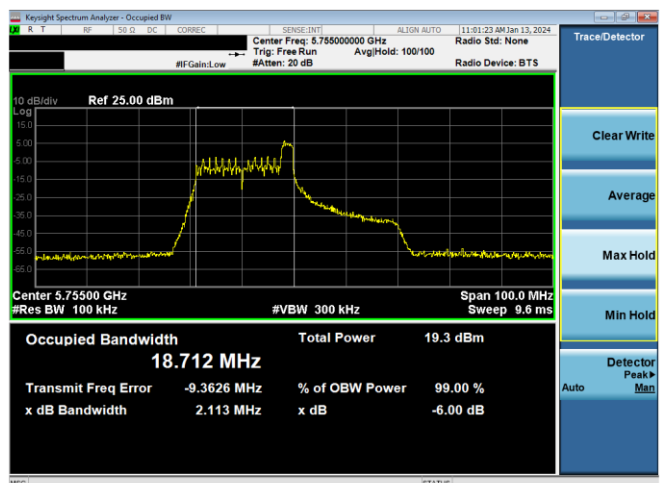 Keysight Spectrum Analyzer - Occupied BW
R T RF 50 Ω DC CORREC SENSE:INT ALIGN AUTO 11:01:23 AM Jan 13, 2024
Center Freq: 5.755000000 GHz Radio Std: None
Trig: Free Run Avg|Hold: 100/100
#IFGain:Low #Atten: 20 dB Radio Device: BTS
Trace/Detector
10 dB/div Ref 25.00 dBm
Log
15.0
5.00
-5.00
-15.0
-25.0
-35.0
-45.0
-55.0
-65.0
Center 5.75500 GHz Span 100.0 MHz
#Res BW 100 kHz #VBW 300 kHz Sweep 9.6 ms
Occupied Bandwidth Total Power 19.3 dBm
18.712 MHz
Transmit Freq Error -9.3626 MHz % of OBW Power 99.00 %
x dB Bandwidth 2.113 MHz x dB -6.00 dB
Clear Write
Average
Max Hold
Min Hold
Detector
Peak▶
Auto Man
MSG STATUS